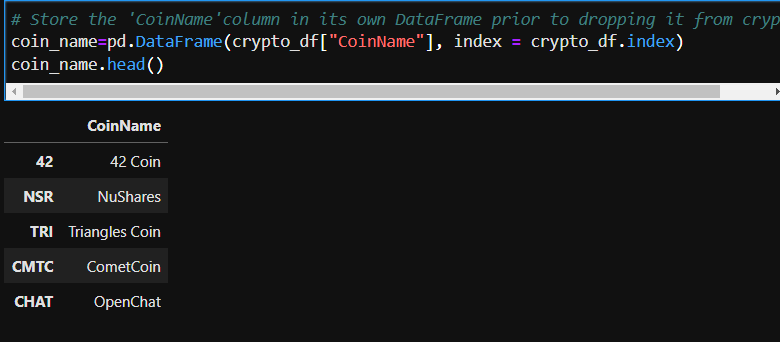 # Store the 'CoinName'column in its own DataFrame prior to dropping it from cryp
coin_name=pd.DataFrame(crypto_df["CoinName"], index = crypto_df.index)
coin_name.head()
CoinName
42 42 Coin
NSR NuShares
TRI Triangles Coin
CMTC CometCoin
CHAT OpenChat